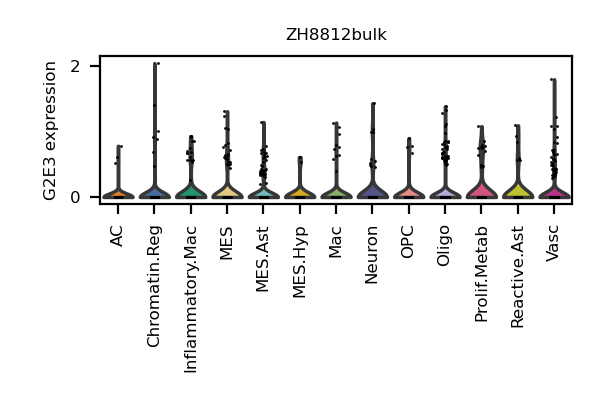 ZH8812bulk
G2E3 expression
2
0
AC
Chromatin.Reg
Inflammatory.Mac
MES
MES.Ast
MES.Hyp
Mac
Neuron
OPC
Oligo
Prolif.Metab
Reactive.Ast
Vasc